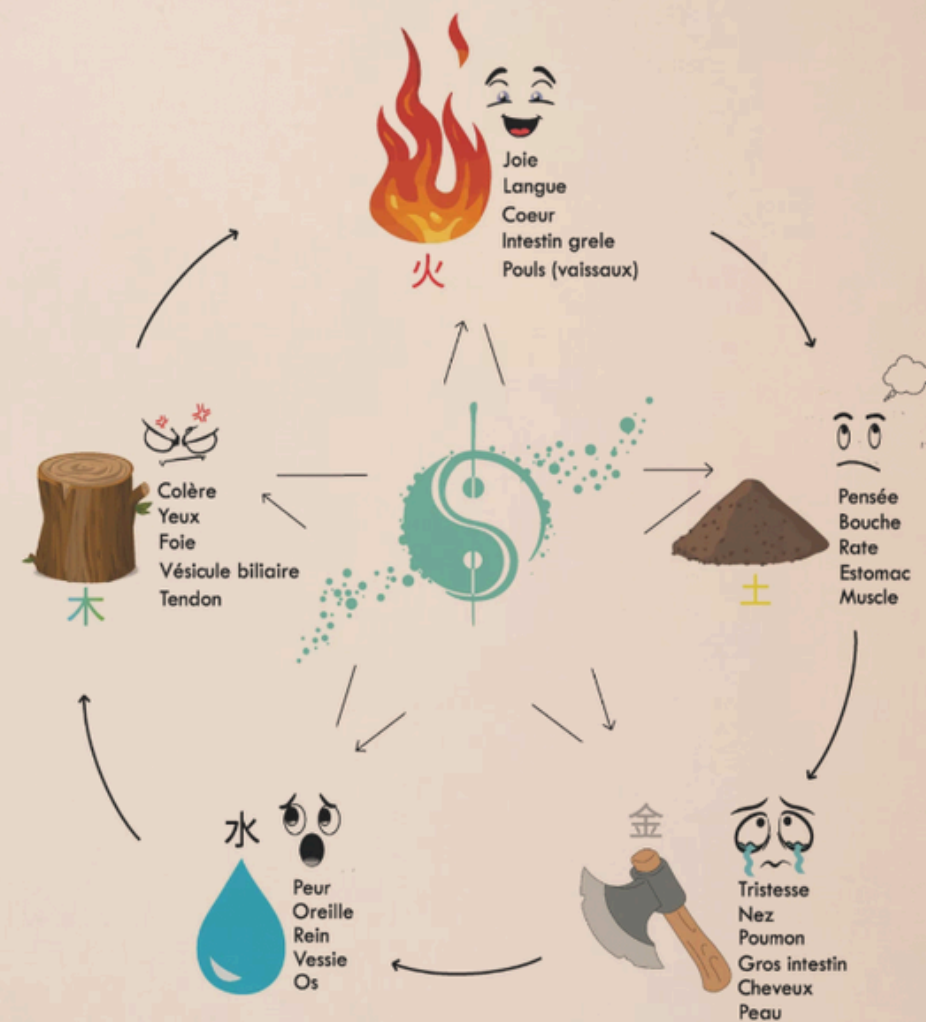 Joie
Langue
Coeur
Intestin grele
Pouls (vaissaux)
火
Colère
Yeux
Foie
Vésicule biliaire
Tendon
木
Pensée
Bouche
Rate
Estomac
Muscle
土
水
Peur
Oreille
Rein
Vessie
Os
金
Tristesse
Nez
Poumon
Gros intestin
Cheveux
Peau